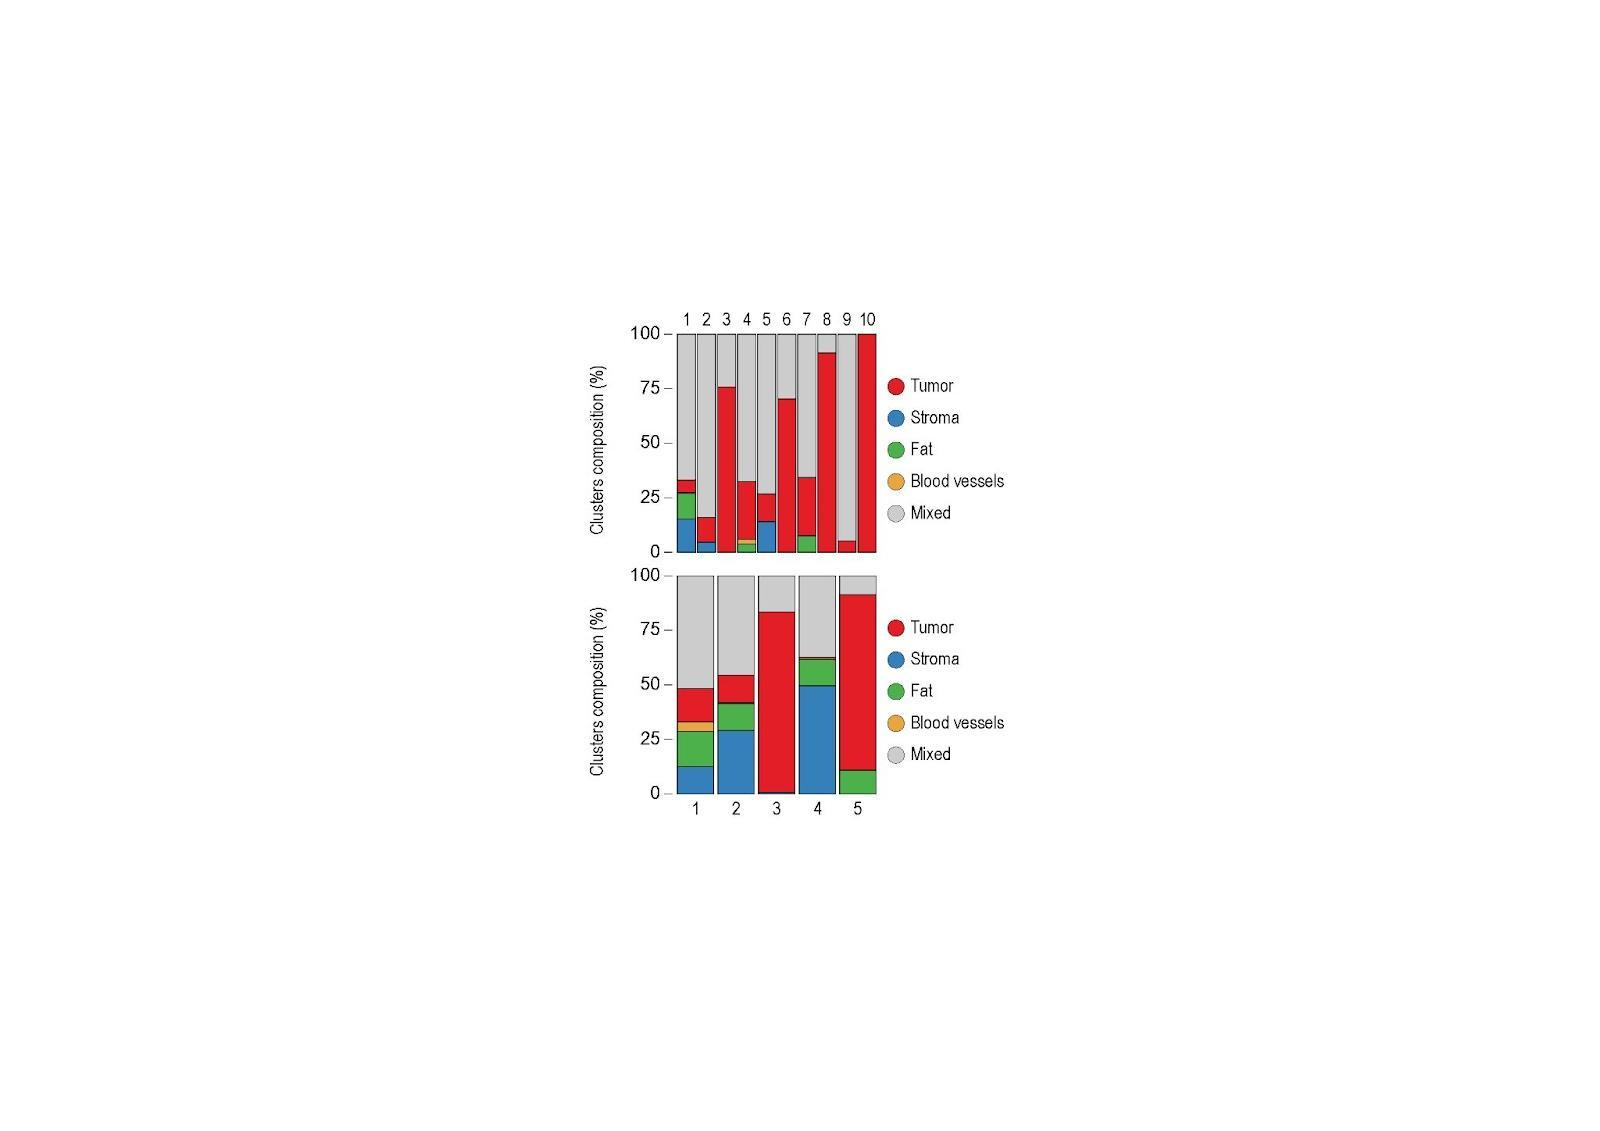 1 2 3 4 5 6 7 8 9 10
100
75
50
25
0
Clusters composition (%)
Tumor
Stroma
Fat
Blood vessels
Mixed
100
75
50
25
0
Clusters composition (%)
Tumor
Stroma
Fat
Blood vessels
Mixed
1 2 3 4 5